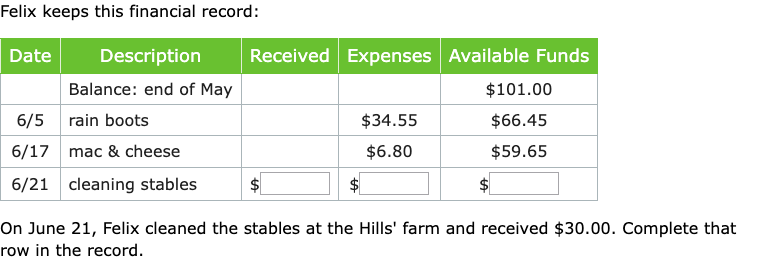 Felix keeps this financial record:
Date Description Received Expenses Available Funds
Balance: end of May $101.00
6/5 rain boots $34.55 $66.45
6/17 mac & cheese $6.80 $59.65
6/21 cleaning stables $ $ $
On June 21, Felix cleaned the stables at the Hills' farm and received $30.00. Complete that
row in the record.